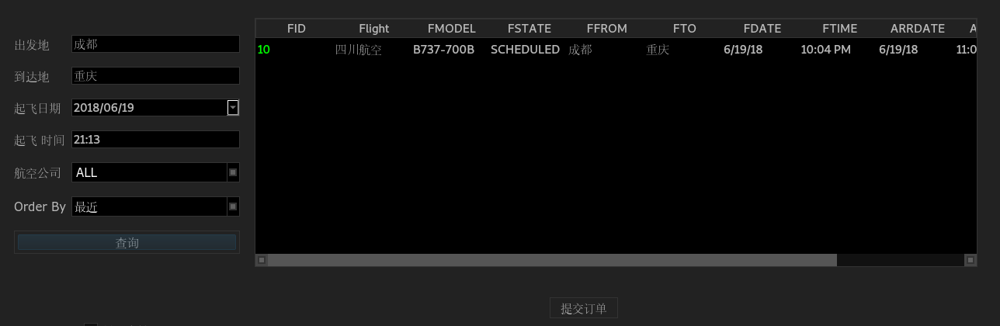 出发地 成都
到达地 重庆
起飞日期 2018/06/19
起飞 时间 21:13
航空公司 ALL
Order By 最近
查询
FID Flight FMODEL FSTATE FFROM FTO FDATE FTIME ARRDATE
10 四川航空 B737-700B SCHEDULED 成都 重庆 6/19/18 10:04 PM 6/19/18 11:0
提交订单